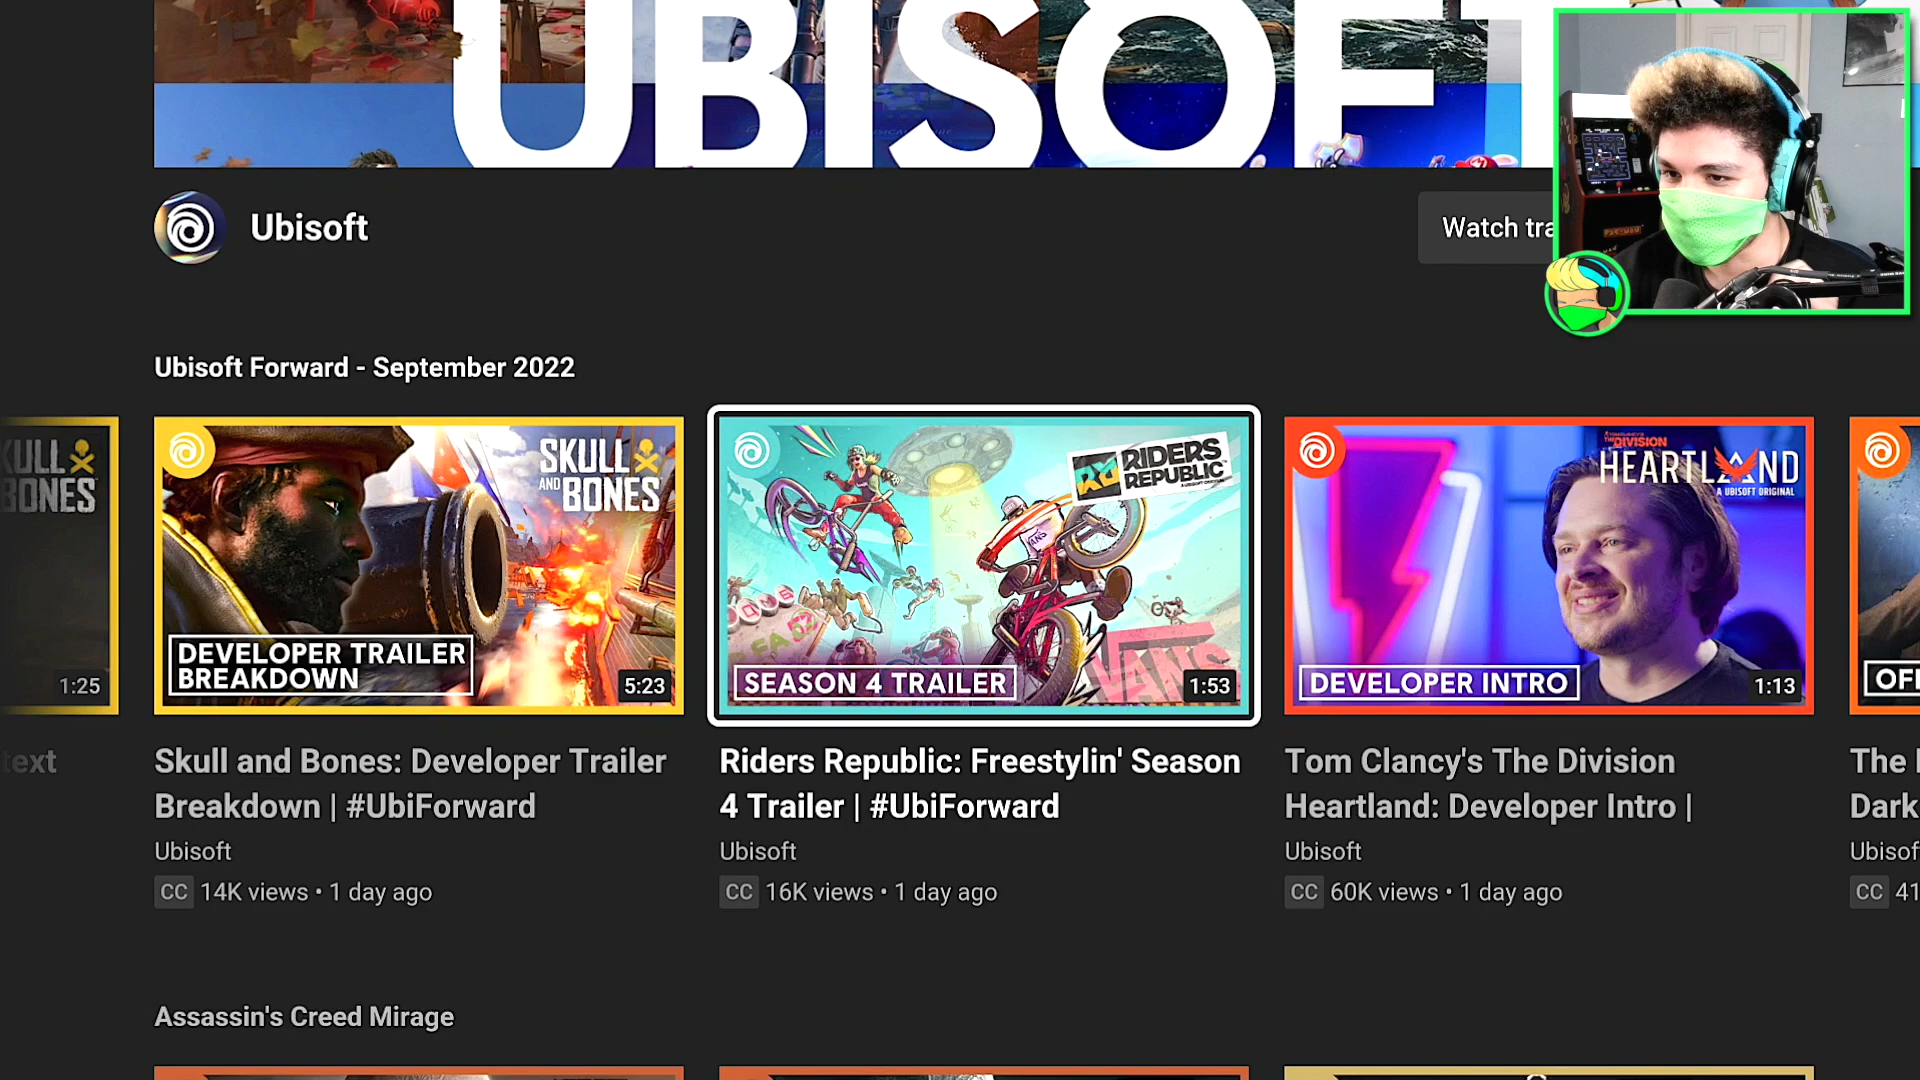 UBISOFT
Ubisoft
Watch tra
Ubisoft Forward - September 2022
KULL
BONES
1:25
SKULL
AND BONES
DEVELOPER TRAILER
BREAKDOWN
5:23
RIDERS
REPUBLIC
VANS
SEASON 4 TRAILER
1:53
THE DIVISION
HEARTLAND
A UBISOFT ORIGINAL
DEVELOPER INTRO
1:13
OF
text
Skull and Bones: Developer Trailer
Breakdown | #UbiForward
Ubisoft
CC 14K views • 1 day ago
Riders Republic: Freestylin' Season
4 Trailer | #UbiForward
Ubisoft
CC 16K views • 1 day ago
Tom Clancy's The Division
Heartland: Developer Intro |
Ubisoft
CC 60K views • 1 day ago
The
Dark
Ubisof
CC 41
Assassin's Creed Mirage